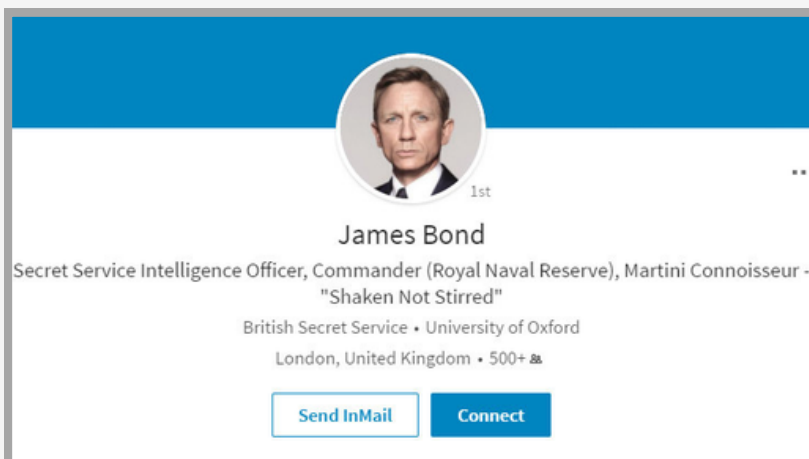 1st
James Bond
Secret Service Intelligence Officer, Commander (Royal Naval Reserve), Martini Connoisseur -
"Shaken Not Stirred"
British Secret Service • University of Oxford
London, United Kingdom • 500+
Send InMail
Connect